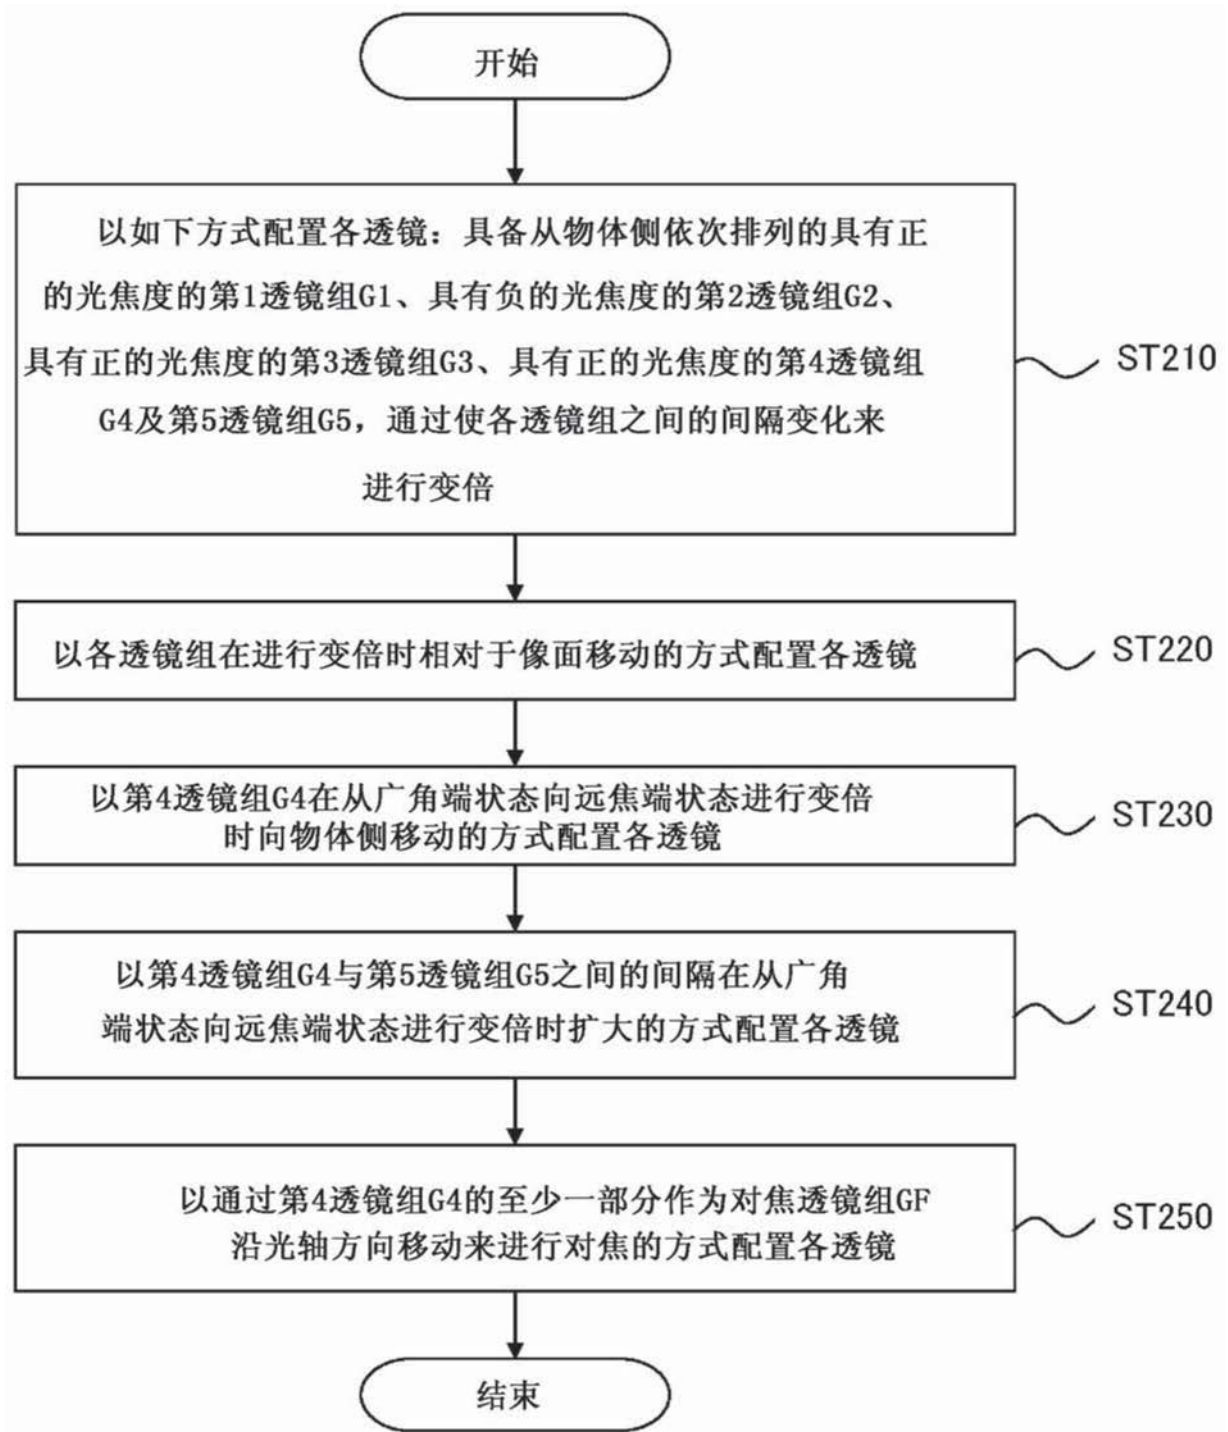 开始
以如下方式配置各透镜：具备从物体侧依次排列的具有正
的光焦度的第1透镜组G1、具有负的光焦度的第2透镜组G2、
具有正的光焦度的第3透镜组G3、具有正的光焦度的第4透镜组
G4及第5透镜组G5，通过使各透镜组之间的间隔变化来
进行变倍
ST210
以各透镜组在进行变倍时相对于像面移动的方式配置各透镜
ST220
以第4透镜组G4在从广角端状态向远焦端状态进行变倍
时向物体侧移动的方式配置各透镜
ST230
以第4透镜组G4与第5透镜组G5之间的间隔在从广角
端状态向远焦端状态进行变倍时扩大的方式配置各透镜
ST240
以通过第4透镜组G4的至少一部分作为对焦透镜组GF
沿光轴方向移动来进行对焦的方式配置各透镜
ST250
结束